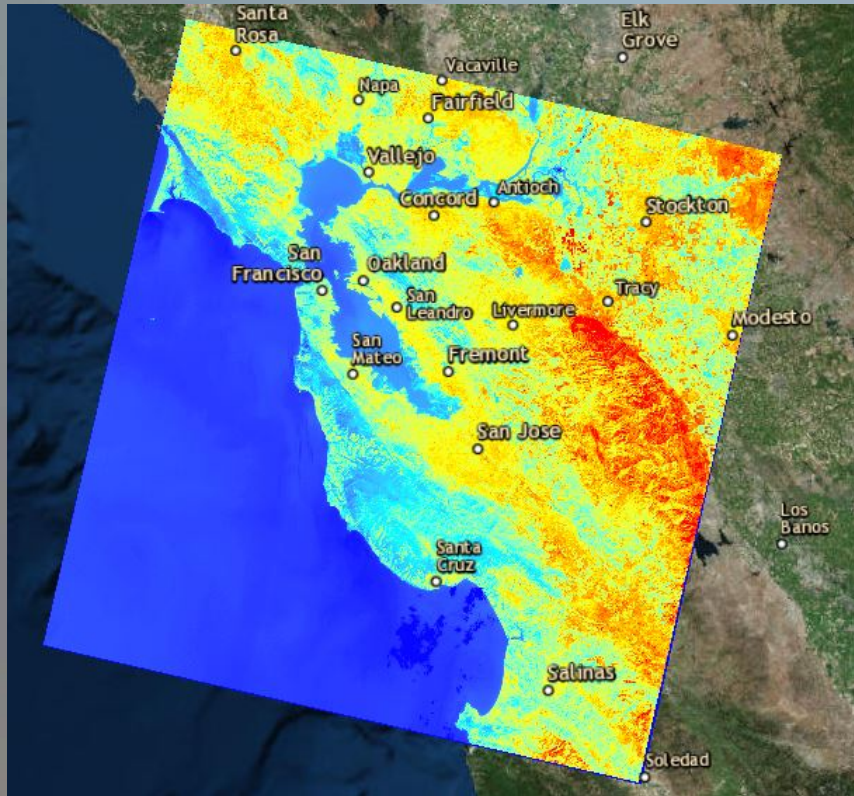 Santa
Rosa
Elk
Grove
Vacaville
Napa
Fairfield
Vallejo
Antioch
Concord
Stockton
San
Francisco
Oakland
San
Leandro
Tracy
Livermore
Modesto
San
Mateo
Fremont
San Jose
Los
Banos
Santa
Cruz
Salinas
Soledad